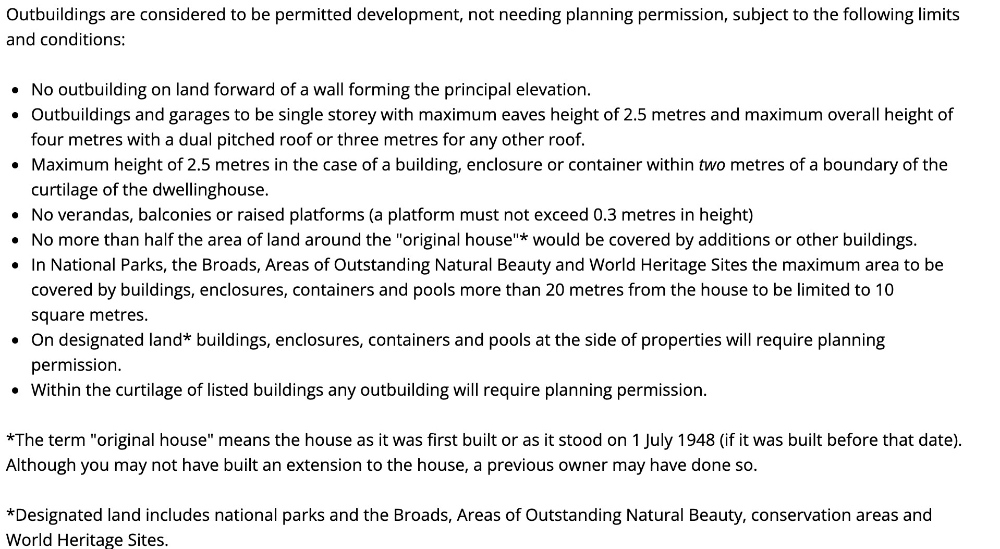 Outbuildings are considered to be permitted development, not needing planning permission, subject to the following limits
and conditions:
• No outbuilding on land forward of a wall forming the principal elevation.
• Outbuildings and garages to be single storey with maximum eaves height of 2.5 metres and maximum overall height of
four metres with a dual pitched roof or three metres for any other roof.
• Maximum height of 2.5 metres in the case of a building, enclosure or container within two metres of a boundary of the
curtilage of the dwellinghouse.
• No verandas, balconies or raised platforms (a platform must not exceed 0.3 metres in height)
• No more than half the area of land around the "original house"* would be covered by additions or other buildings.
• In National Parks, the Broads, Areas of Outstanding Natural Beauty and World Heritage Sites the maximum area to be
covered by buildings, enclosures, containers and pools more than 20 metres from the house to be limited to 10
square metres.
• On designated land* buildings, enclosures, containers and pools at the side of properties will require planning
permission.
• Within the curtilage of listed buildings any outbuilding will require planning permission.
*The term "original house" means the house as it was first built or as it stood on 1 July 1948 (if it was built before that date).
Although you may not have built an extension to the house, a previous owner may have done so.
*Designated land includes national parks and the Broads, Areas of Outstanding Natural Beauty, conservation areas and
World Heritage Sites.